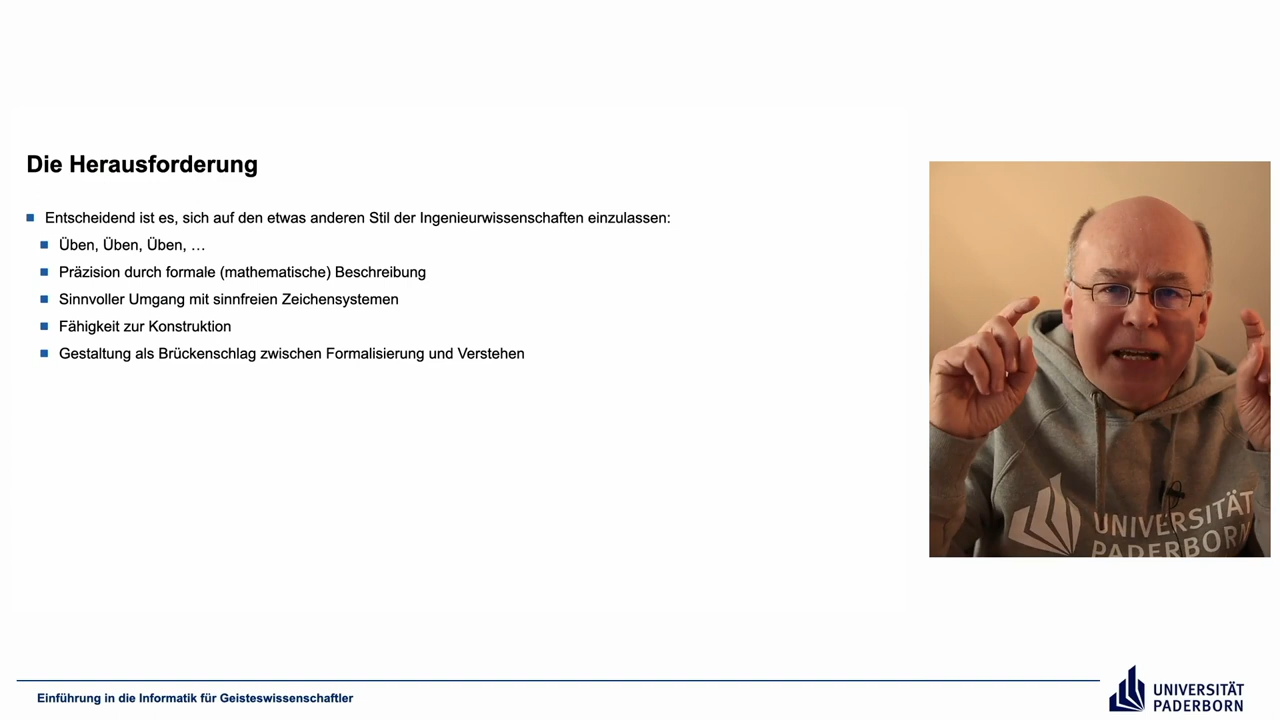 Die Herausforderung
Entscheidend ist es, sich auf den etwas anderen Stil der Ingenieurwissenschaften einzulassen:
Üben, Üben, Üben, …
Präzision durch formale (mathematische) Beschreibung
Sinnvoller Umgang mit sinnfreien Zeichensystemen
Fähigkeit zur Konstruktion
Gestaltung als Brückenschlag zwischen Formalisierung und Verstehen
UNIVERSITÄT
PADERBORN
Einführung in die Informatik für Geisteswissenschaftler
UNIVERSITÄT
PADERBORN